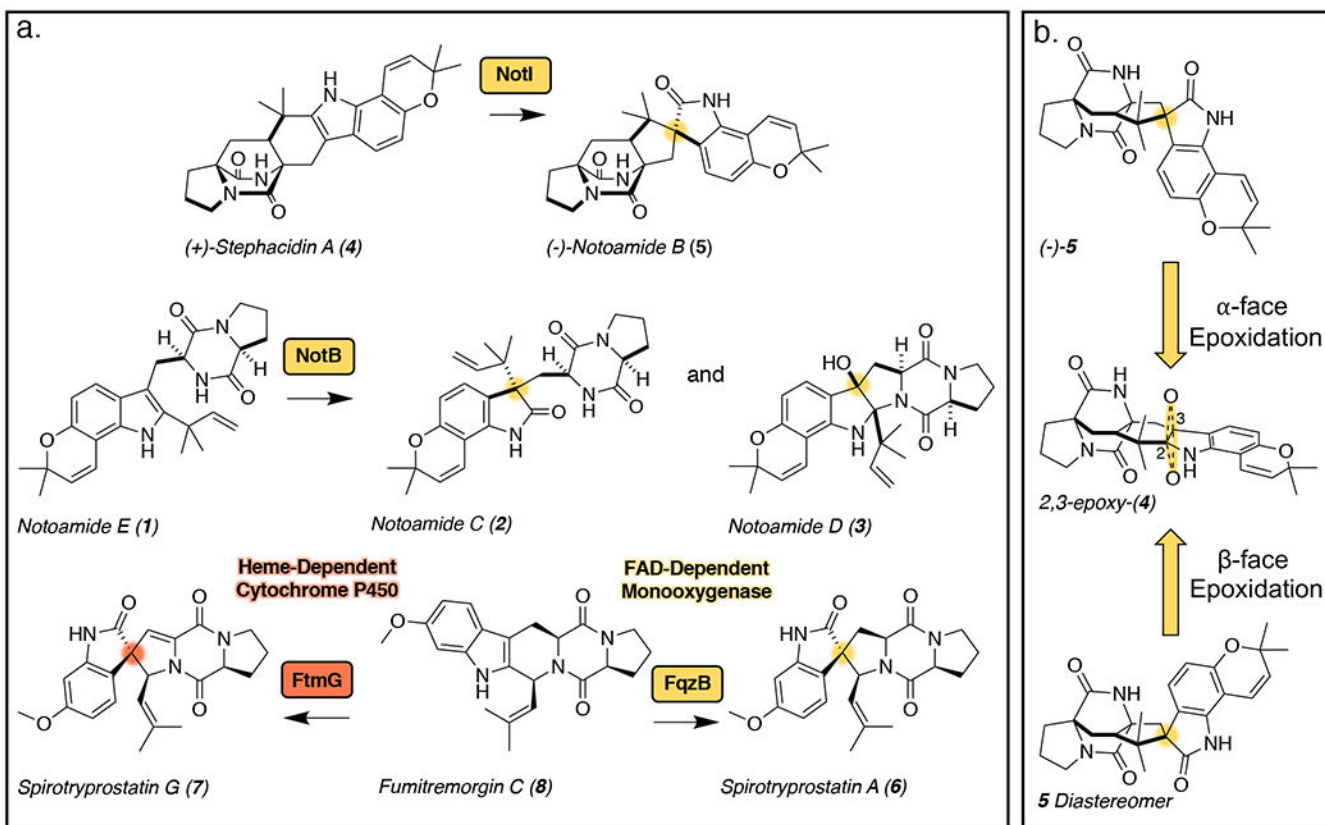 a.
NotI
(+)-Stephacidin A (4)
(-)-Notoamide B (5)
NotB
and
Notoamide E (1)
Notoamide C (2)
Notoamide D (3)
Heme-Dependent
Cytochrome P450
FAD-Dependent
Monooxygenase
FtmG
FqzB
Spirotryprostatin G (7)
Fumitremorgin C (8)
Spirotryprostatin A (6)
b.
(-)-5
α-face
Epoxidation
3
2
2,3-epoxy-(4)
β-face
Epoxidation
5 Diastereomer